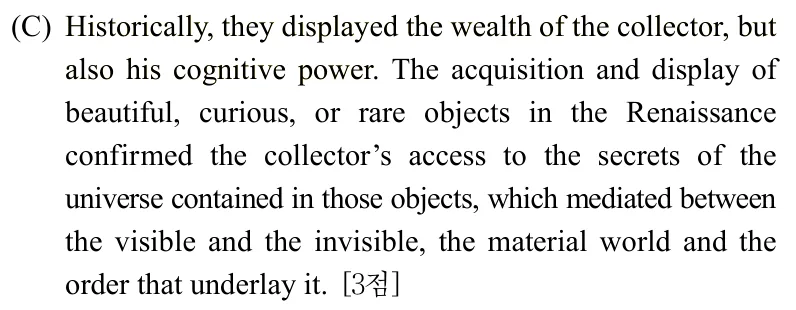 (C) Historically, they displayed the wealth of the collector, but
also his cognitive power. The acquisition and display of
beautiful, curious, or rare objects in the Renaissance
confirmed the collector’s access to the secrets of the
universe contained in those objects, which mediated between
the visible and the invisible, the material world and the
order that underlay it. [3점]